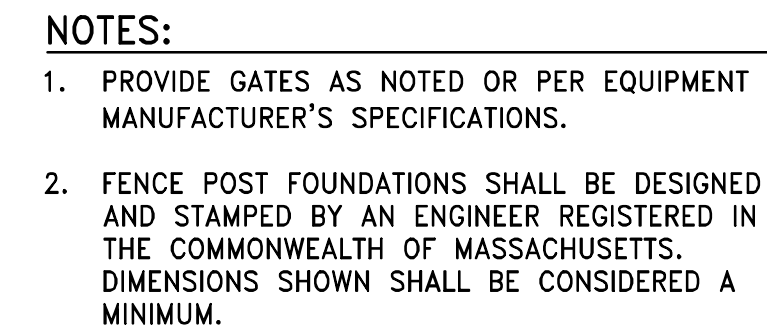 NOTES:
1. PROVIDE GATES AS NOTED OR PER EQUIPMENT
MANUFACTURER'S SPECIFICATIONS.
2. FENCE POST FOUNDATIONS SHALL BE DESIGNED
AND STAMPED BY AN ENGINEER REGISTERED IN
THE COMMONWEALTH OF MASSACHUSETTS.
DIMENSIONS SHOWN SHALL BE CONSIDERED A
MINIMUM.